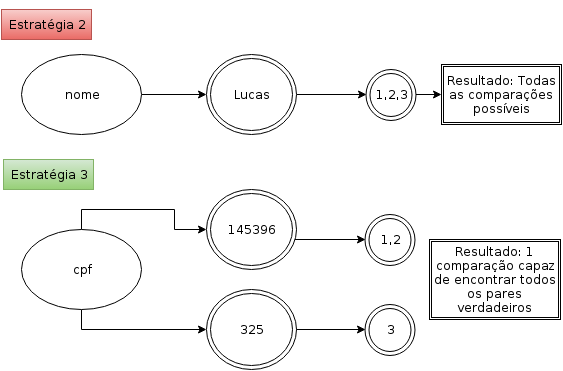 Estratégia 2
nome
Lucas
1,2,3
Resultado: Todas
as comparações
possíveis
Estratégia 3
cpf
145396
1,2
325
3
Resultado: 1
comparação capaz
de encontrar todos
os pares
verdadeiros